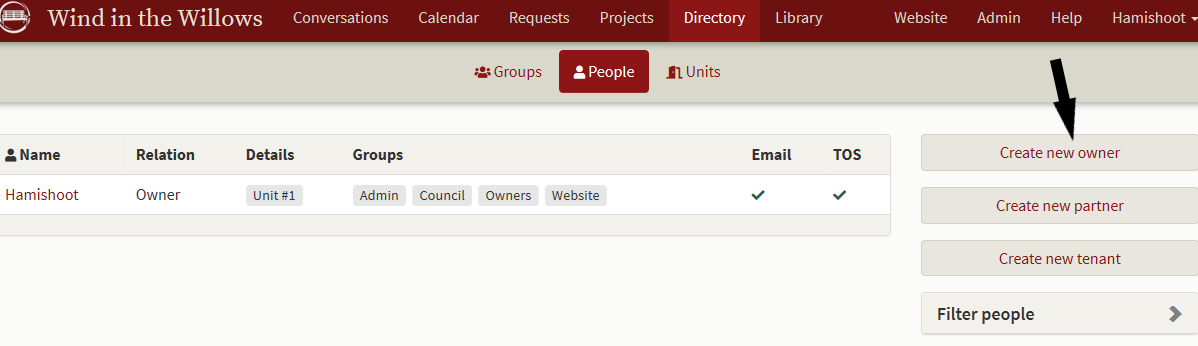 Wind in the Willows Conversations Calendar Requests Projects Directory Library Website Admin Help Hamishoot
Groups People Units
Name Relation Details Groups Email TOS
Hamishoot Owner Unit #1 Admin Council Owners Website
Create new owner
Create new partner
Create new tenant
Filter people